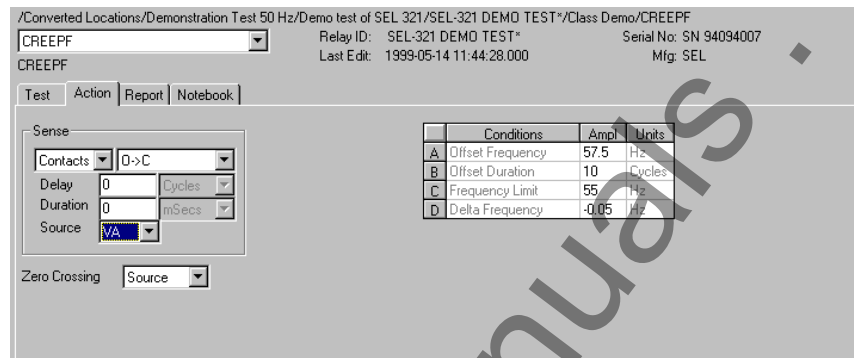 /Converted Locations/Demonstration Test 50 Hz/Demo test of SEL 321/SEL-321 DEMO TEST*/Class Demo/CREEPF
CREEPF Relay ID: SEL-321 DEMO TEST* Serial No: SN 94094007
CREEPF Last Edit: 1999-05-14 11:44:28.000 Mfg: SEL
Test Action Report Notebook
Sense
Contacts O->C
Delay 0 Cycles
Duration 0 mSecs
Source VA
Zero Crossing Source
Conditions Ampl Units
A Offset Frequency 57.5 Hz
B Offset Duration 10 Cycles
C Frequency Limit 55 Hz
D Delta Frequency -0.05 Hz
uals.